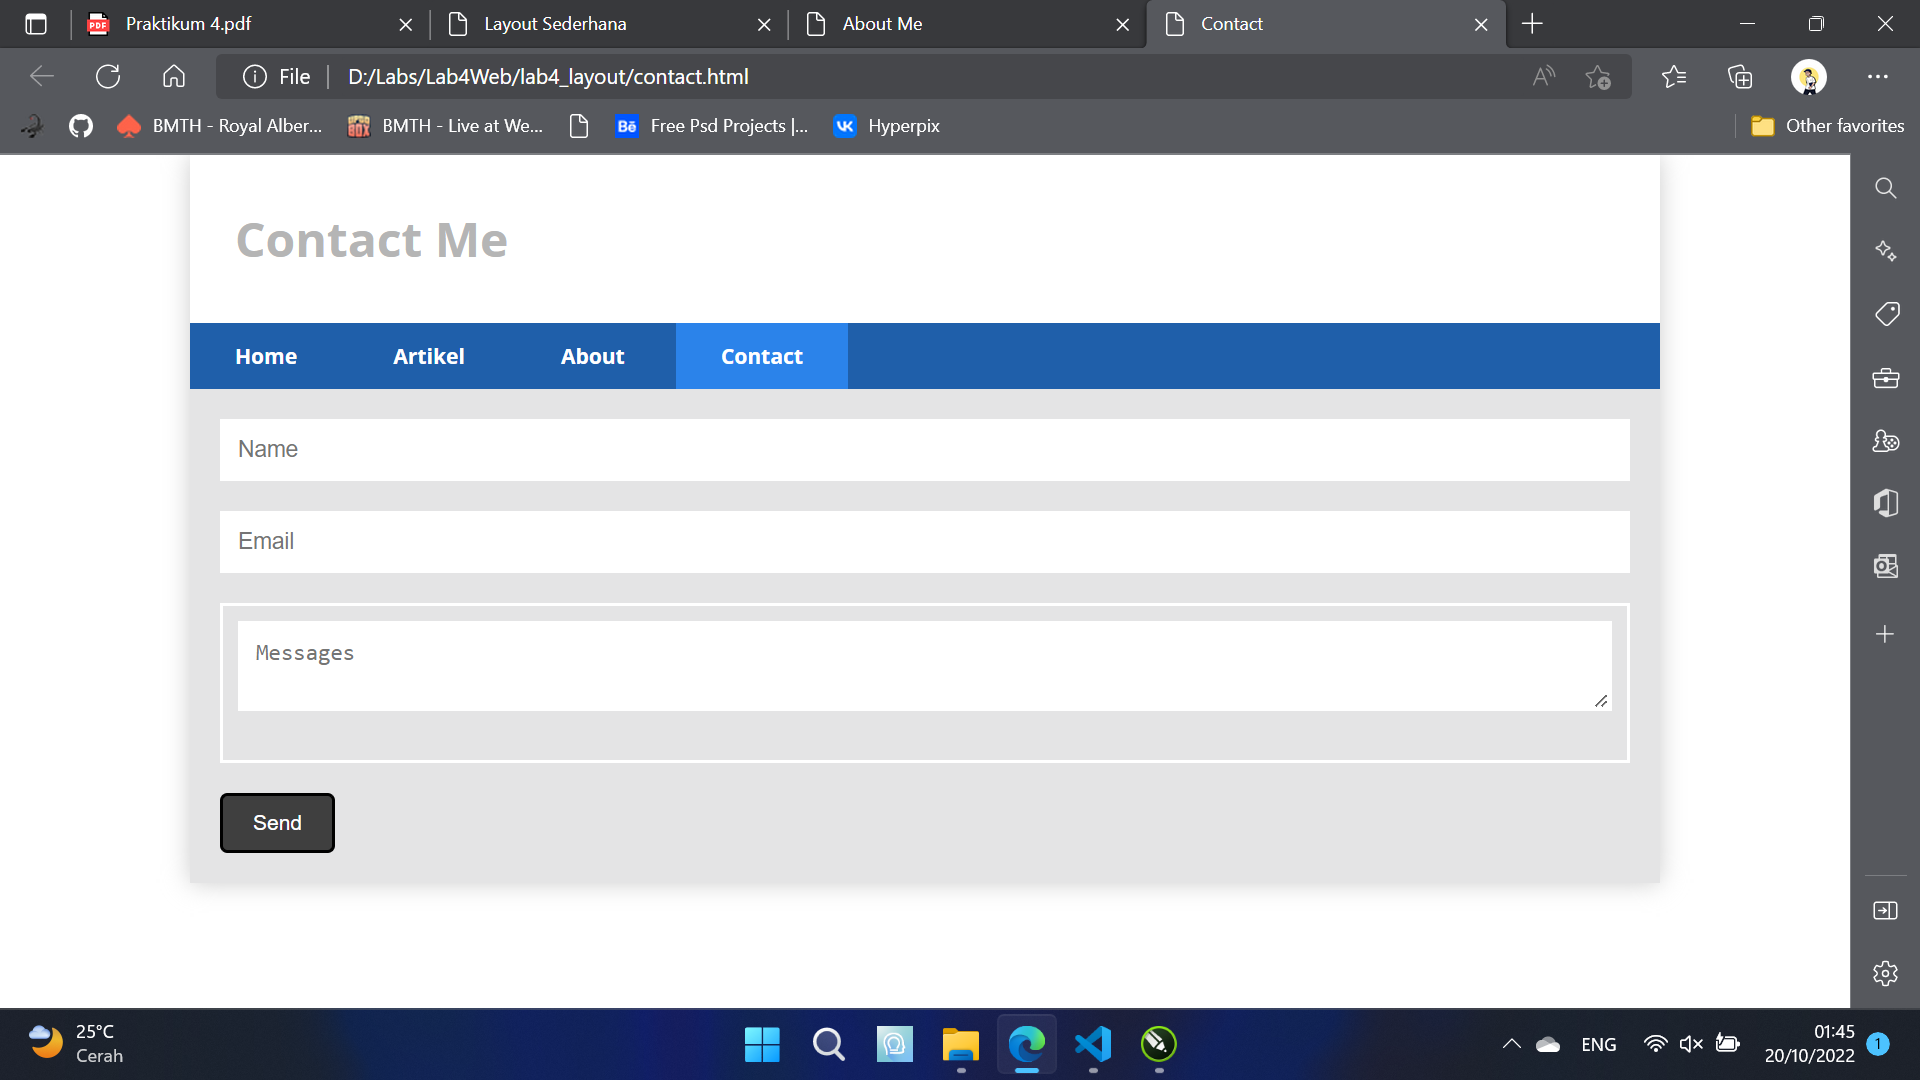 Praktikum 4.pdf
Layout Sederhana
About Me
Contact
File
D:/Labs/Lab4Web/lab4_layout/contact.html
BMTH - Royal Alber...
BMTH - Live at We...
Free Psd Projects |...
Hyperpix
Other favorites
Contact Me
Home
Artikel
About
Contact
Name
Email
Messages
Send
25°C
Cerah
ENG
01:45
20/10/2022
1